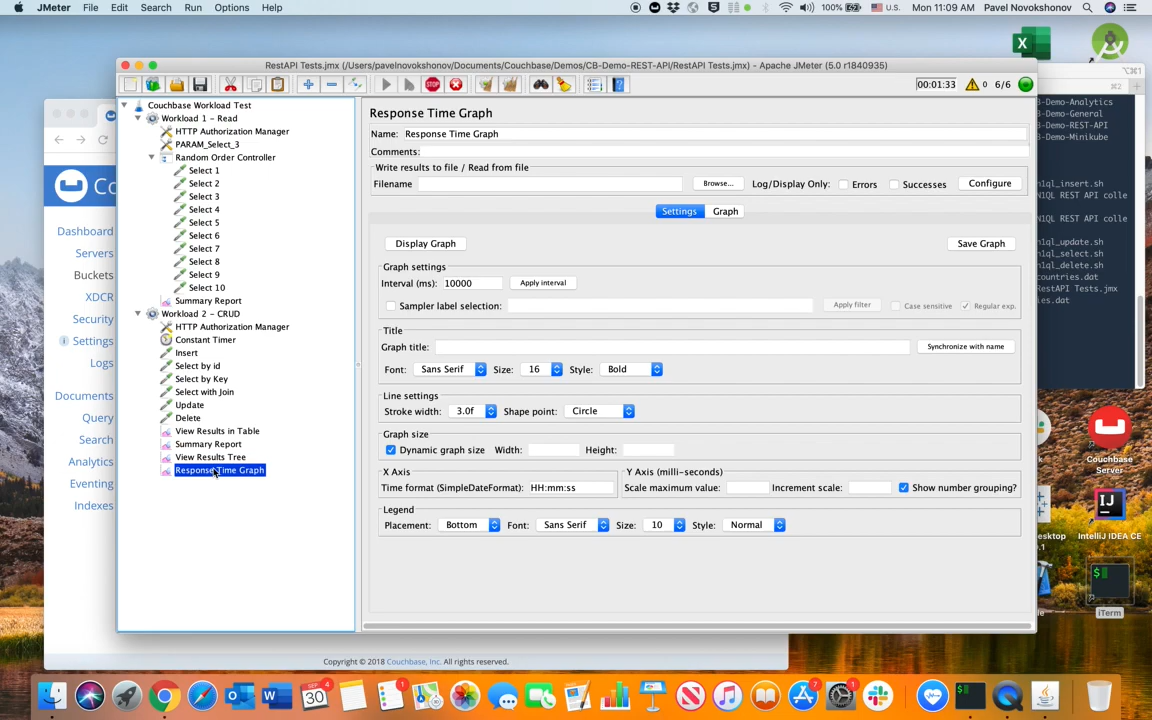 JMeter File Edit Search Run Options Help 100% U.S. Mon 11:09 AM Pavel Novokshonov
RestAPI Tests.jmx (/Users/pavelnovokshonov/Documents/Couchbase/Demos/CB-Demo-REST-API/RestAPI Tests.jmx) - Apache JMeter (5.0 r1840935)
00:01:33 0 6/6
Couchbase Workload Test
Workload 1 - Read
HTTP Authorization Manager
PARAM_Select_3
Random Order Controller
Select 1
Select 2
Select 3
Select 4
Select 5
Select 6
Select 7
Select 8
Select 9
Select 10
Summary Report
Workload 2 - CRUD
HTTP Authorization Manager
Constant Timer
Insert
Select by id
Select by Key
Select with Join
Update
Delete
View Results in Table
Summary Report
View Results Tree
Response Time Graph
Response Time Graph
Name: Response Time Graph
Comments:
Write results to file / Read from file
Filename Browse... Log/Display Only: Errors Successes Configure
Settings Graph
Display Graph Save Graph
Graph settings
Interval (ms): 10000 Apply interval
Sampler label selection: Apply filter Case sensitive Regular exp.
Title
Graph title: Synchronize with name
Font: Sans Serif Size: 16 Style: Bold
Line settings
Stroke width: 3.0f Shape point: Circle
Graph size
Dynamic graph size Width: Height:
X Axis
Time format (SimpleDateFormat): HH:mm:ss
Y Axis (milli-seconds)
Scale maximum value: Increment scale: Show number grouping?
Legend
Placement: Bottom Font: Sans Serif Size: 10 Style: Normal
Dashboard
Servers
Buckets
XDCR
Security
Settings
Logs
Documents
Query
Search
Analytics
Eventing
Indexes
Copyright © 2018 Couchbase, Inc. All rights reserved.
⌥⌘1
⌘2
B-Demo-Analytics
B-Demo-General
B-Demo-REST-API
B-Demo-Minikube
n1ql_insert.sh
N1QL REST API colle
N1QL REST API colle
n1ql_update.sh
n1ql_select.sh
n1ql_delete.sh
countries.dat
RestAPI Tests.jmx
ies.dat
Couchbase
Server
esktop
.1
IntelliJ IDEA CE
iTerm
SEP
30
4
1
7
1